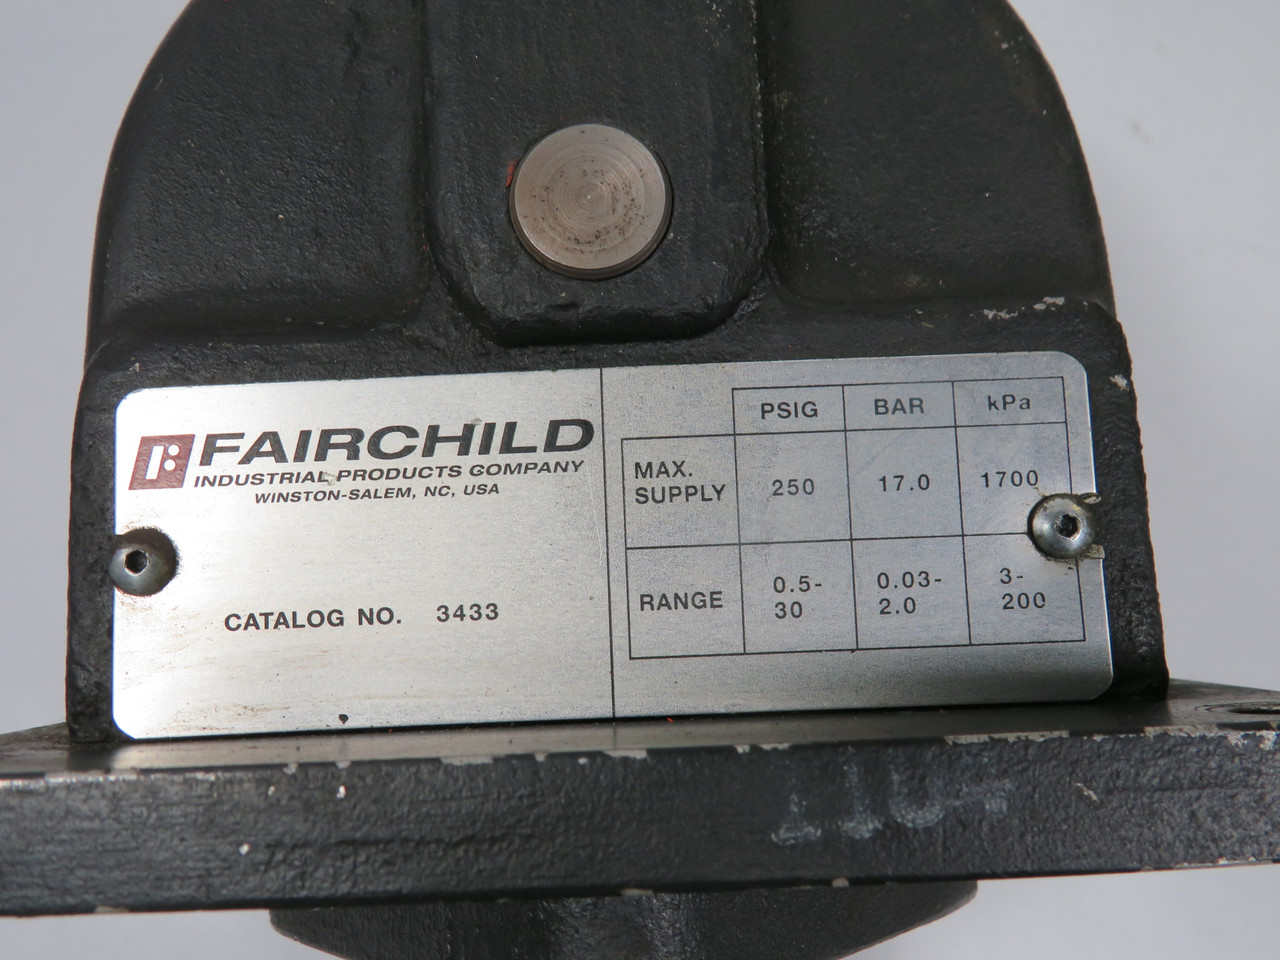 FAIRCHILD
INDUSTRIAL PRODUCTS COMPANY
WINSTON-SALEM, NC, USA
CATALOG NO. 3433
PSIG BAR kPa
MAX.
SUPPLY 250 17.0 1700
RANGE 0.5-
30 0.03-
2.0 3-
200